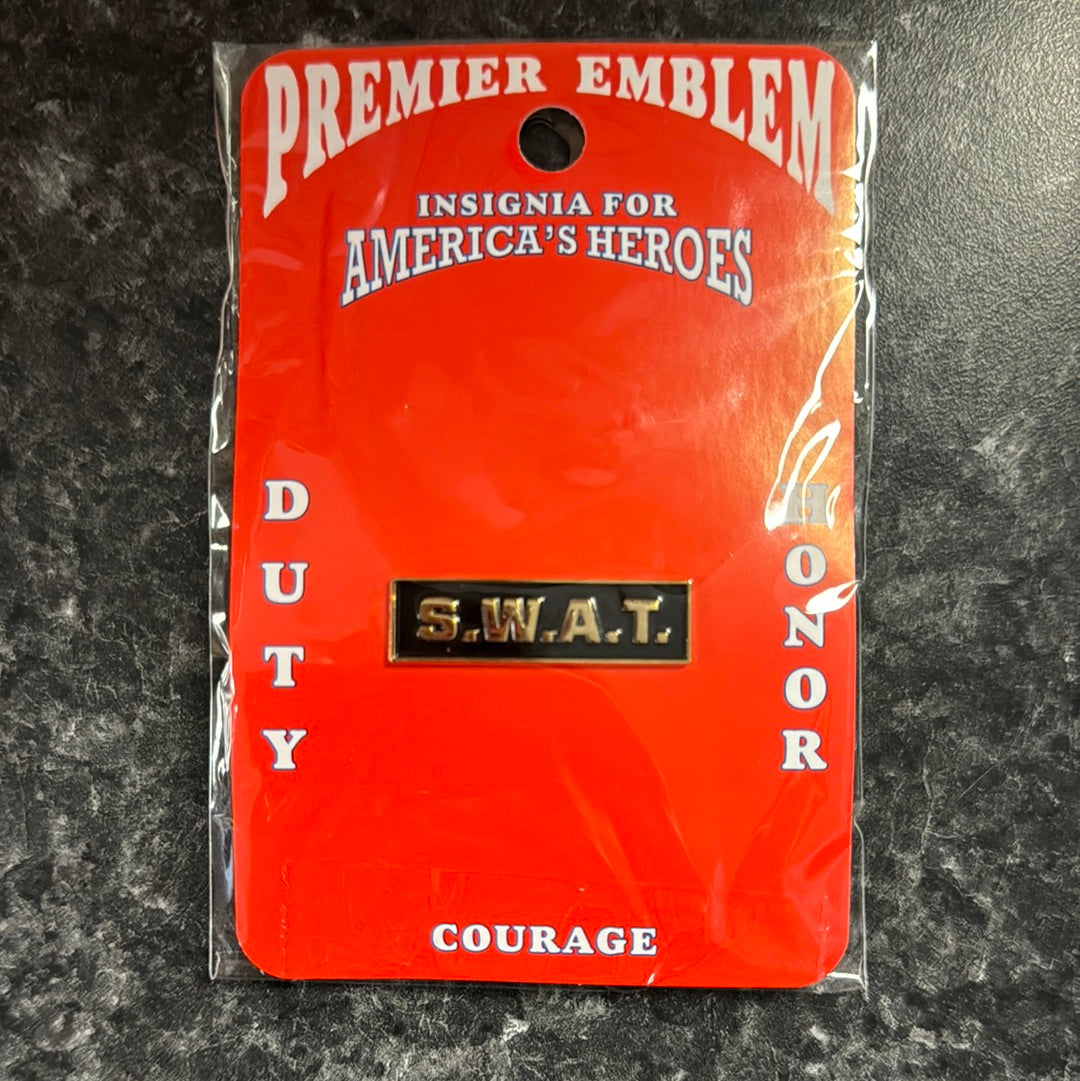 PREMIER EMBLEM
INSIGNIA FOR
AMERICA'S HEROES
DUTY
HONOR
S.W.A.T.
COURAGE